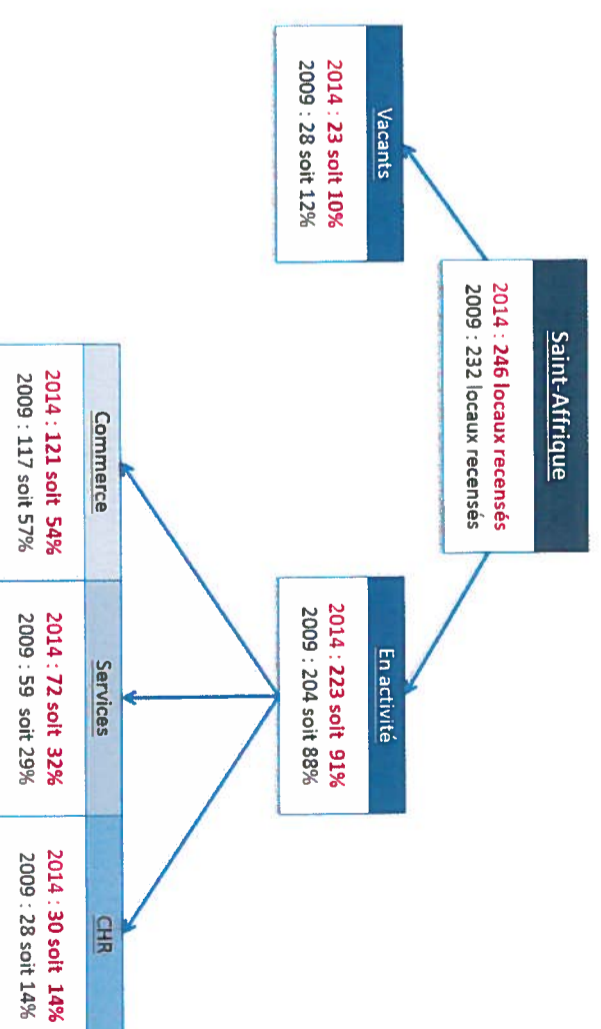 Saint-Affrique
2014 : 246 locaux recensés
2009 : 232 locaux recensés
Vacants
2014 : 23 soit 10%
2009 : 28 soit 12%
En activité
2014 : 223 soit 91%
2009 : 204 soit 88%
Commerce
2014 : 121 soit 54%
2009 : 117 soit 57%
Services
2014 : 72 soit 32%
2009 : 59 soit 29%
CHR
2014 : 30 soit 14%
2009 : 28 soit 14%